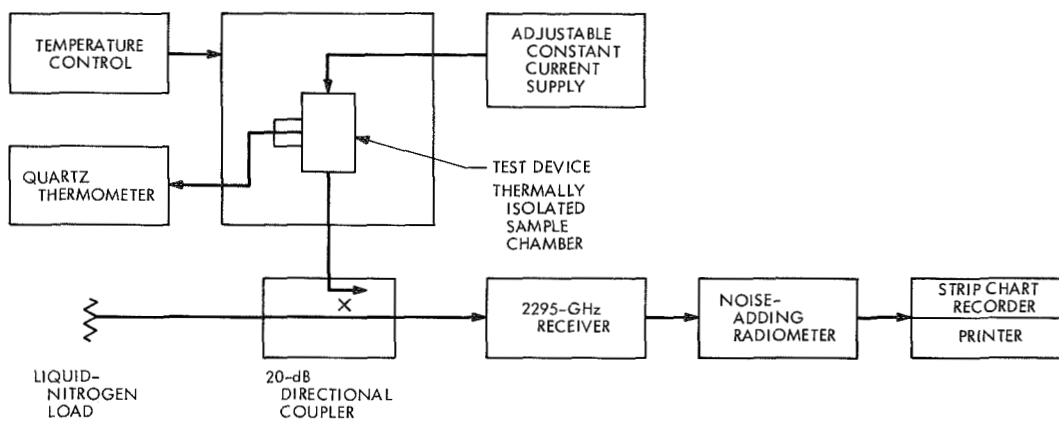 TEMPERATURE
CONTROL
ADJUSTABLE
CONSTANT
CURRENT
SUPPLY
QUARTZ
THERMOMETER
TEST DEVICE
THERMALLY
ISOLATED
SAMPLE
CHAMBER
2295-GHz
RECEIVER
NOISE-
ADDING
RADIOMETER
STRIP CHART
RECORDER
PRINTER
LIQUID-
NITROGEN
LOAD
20-dB
DIRECTIONAL
COUPLER